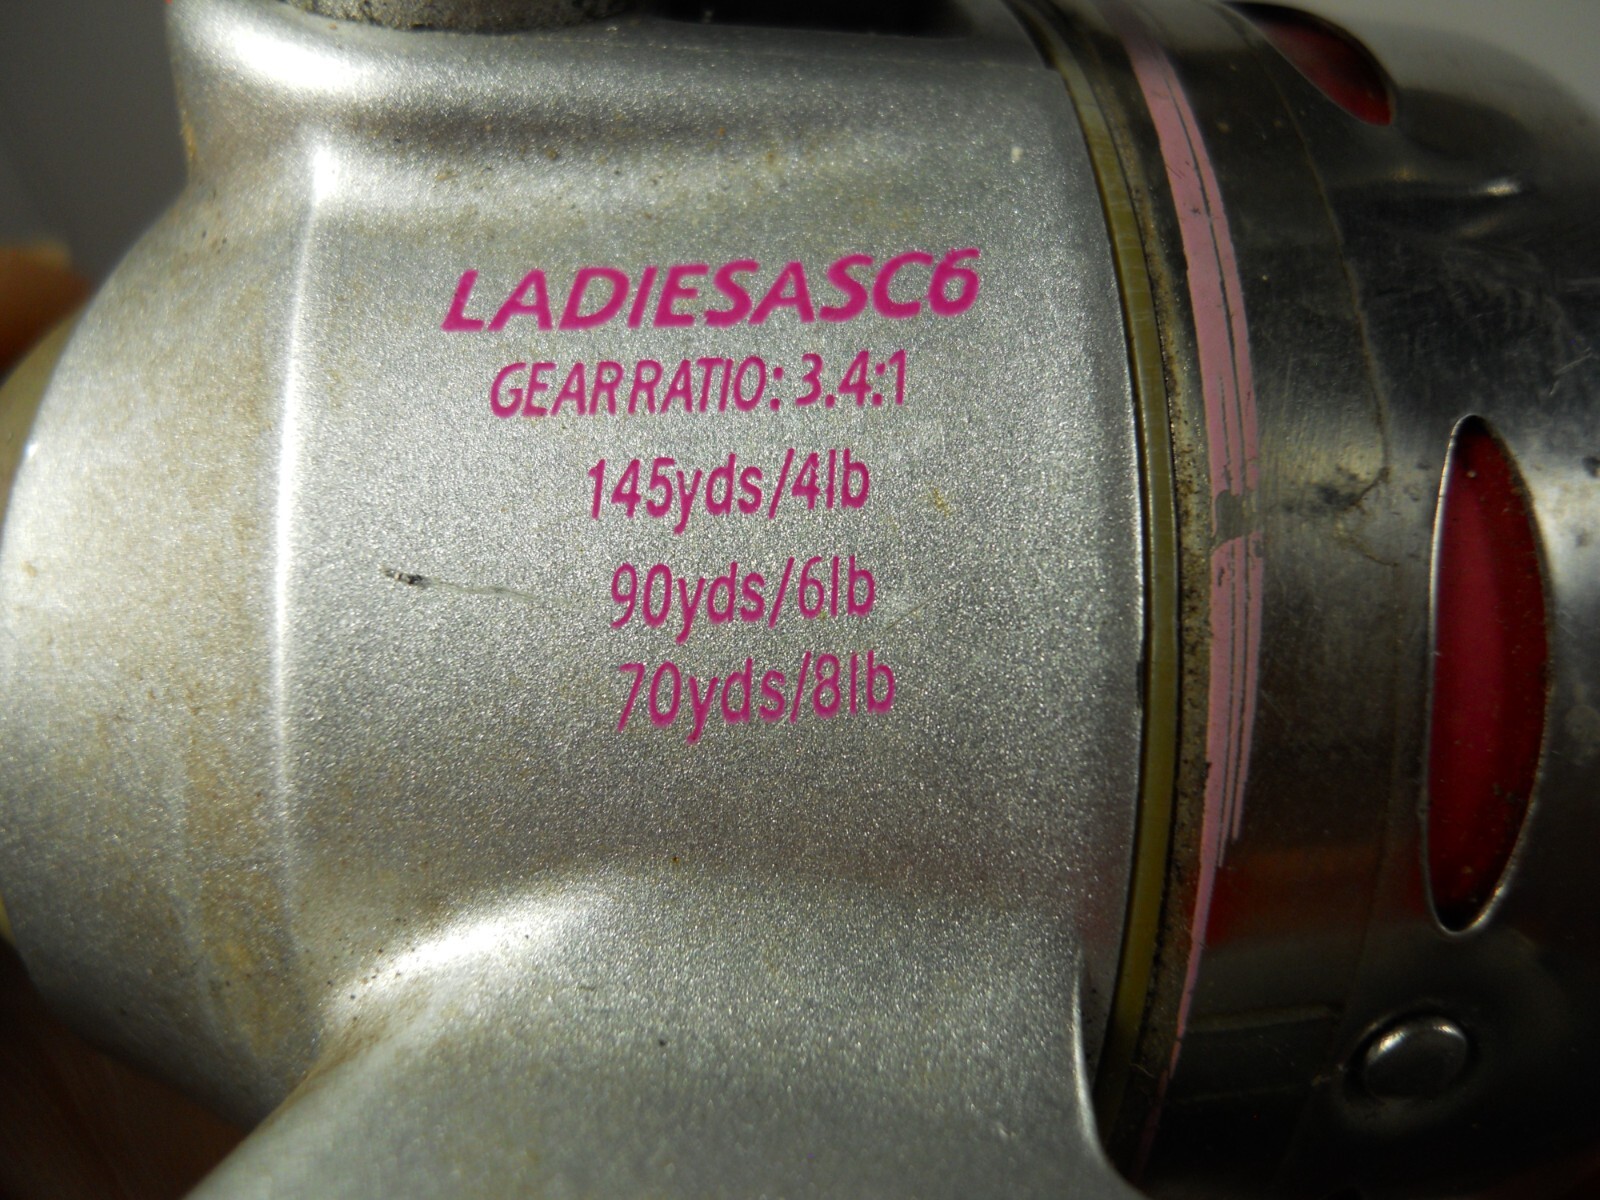 LADIESASC6
GEAR RATIO: 3.4:1
145yds/4lb
90yds/6lb
70yds/8lb